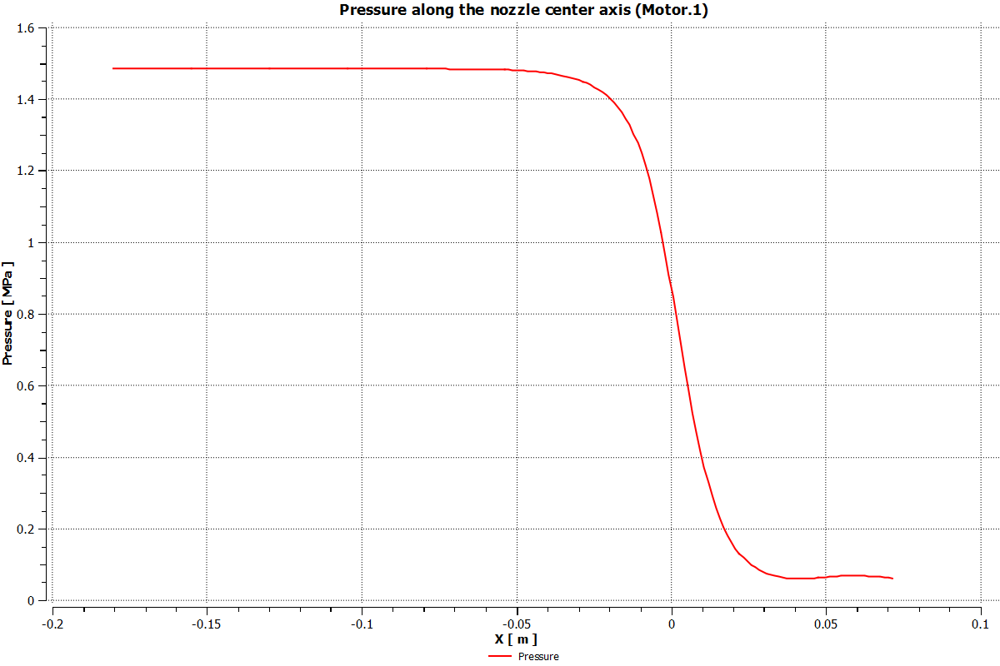 Pressure along the nozzle center axis (Motor.1)
1.6
1.4
1.2
1
0.8
0.6
0.4
0.2
0
Pressure [ MPa ]
-0.2 -0.15 -0.1 -0.05 0 0.05 0.1
X [ m ]
Pressure